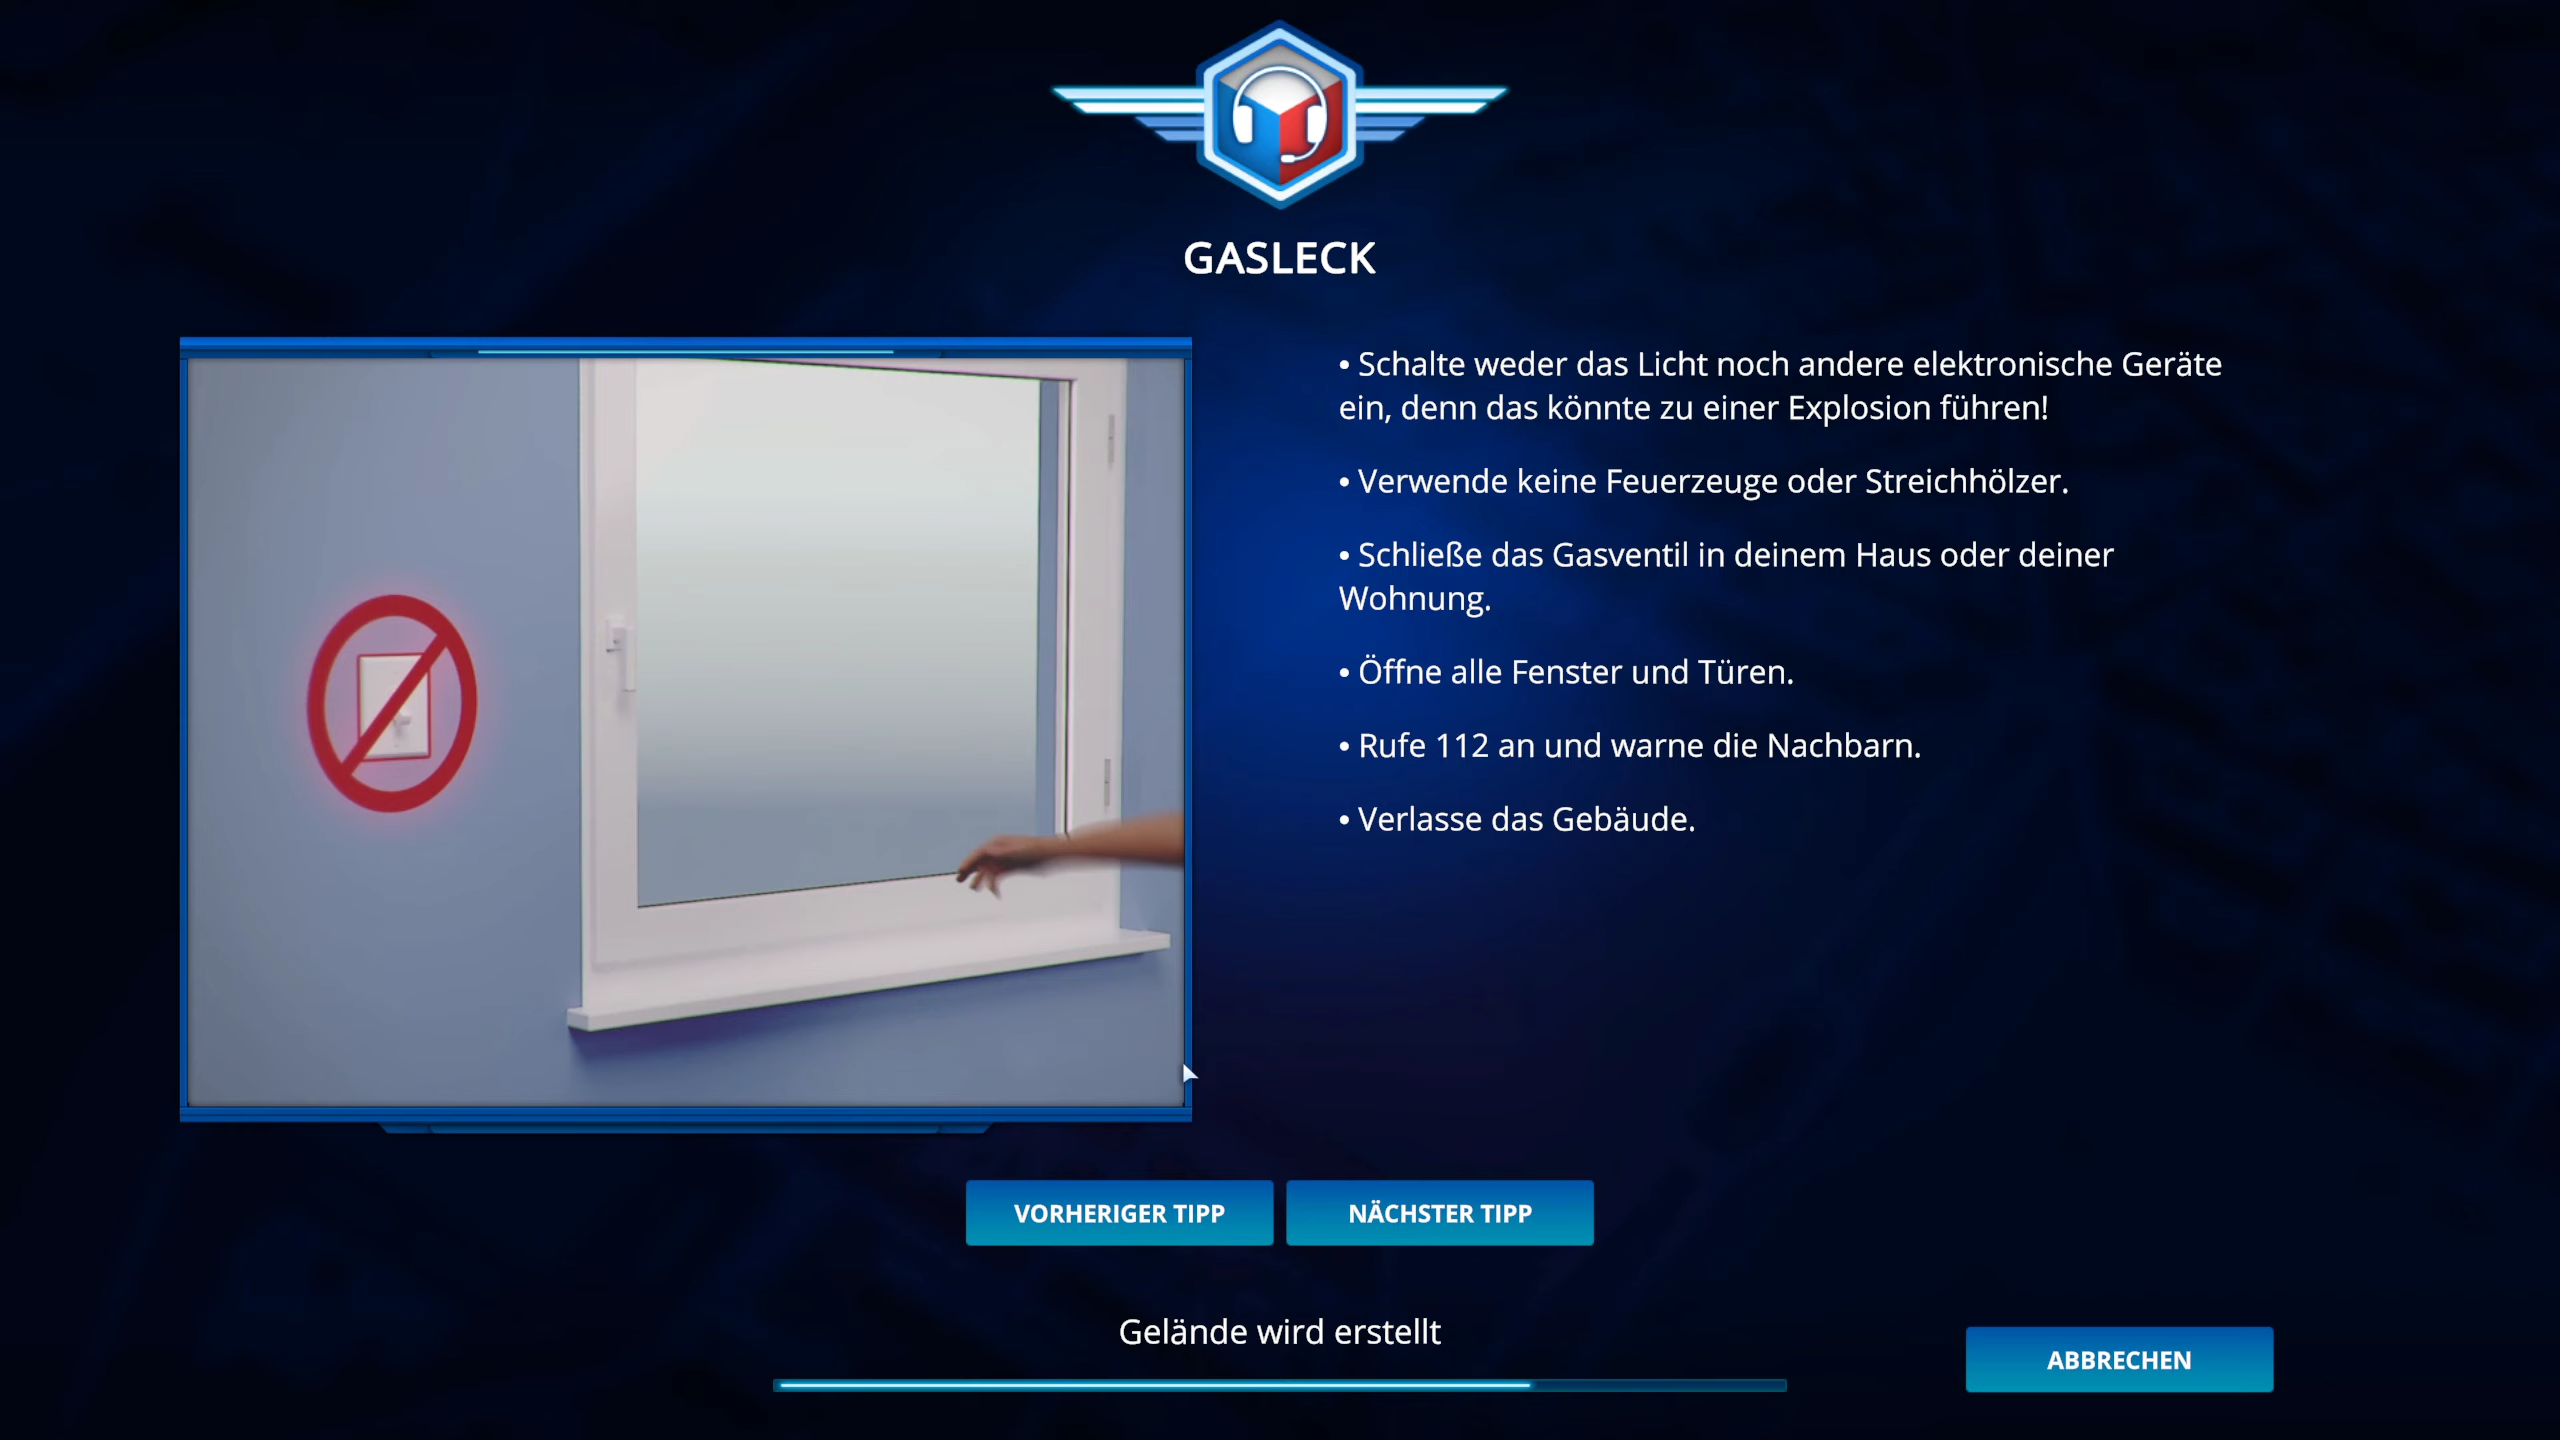 GASLECK
• Schalte weder das Licht noch andere elektronische Geräte
ein, denn das könnte zu einer Explosion führen!
• Verwende keine Feuerzeuge oder Streichhölzer.
• Schließe das Gasventil in deinem Haus oder deiner
Wohnung.
• Öffne alle Fenster und Türen.
• Rufe 112 an und warne die Nachbarn.
• Verlasse das Gebäude.
VORHERIGER TIPP
NÄCHSTER TIPP
Gelände wird erstellt
ABBRECHEN